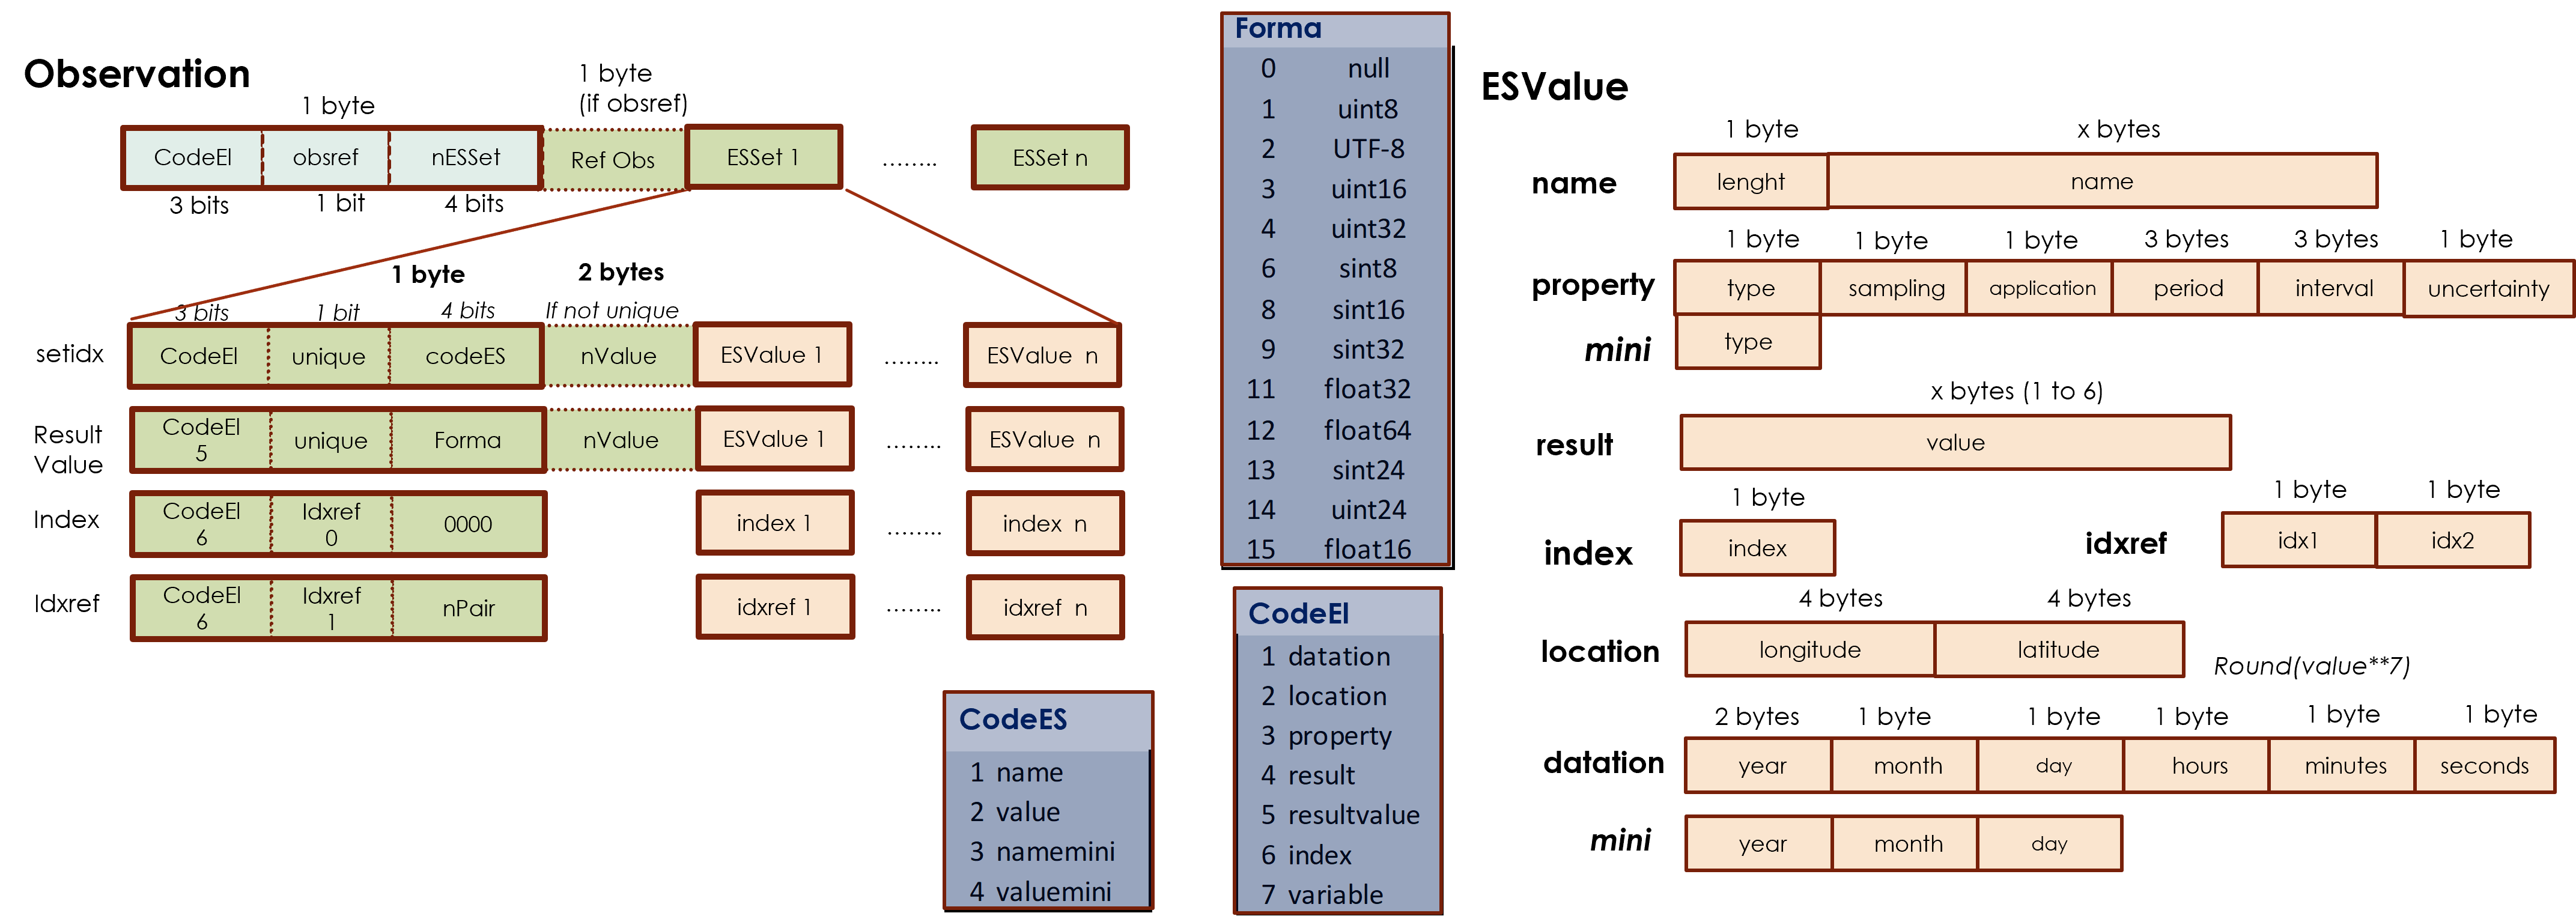 Observation
1 byte
1 byte
(if obsref)
CodeEl obsref nESSet Ref Obs ESSet 1 ........ ESSet n
3 bits 1 bit 4 bits
1 byte 2 bytes
3 bits 1 bit 4 bits If not unique
setidx CodeEl unique codeES nValue ESValue 1 ........ ESValue n
Result
Value
CodeEl
5
unique Forma nValue ESValue 1 ........ ESValue n
Index
CodeEl
6
Idxref
0
0000 index 1 ........ index n
Idxref
CodeEl
6
Idxref
1
nPair idxref 1 ........ idxref n
CodeES
1 name
2 value
3 namemini
4 valuemini
Forma
0 null
1 uint8
2 UTF-8
3 uint16
4 uint32
6 sint8
8 sint16
9 sint32
11 float32
12 float64
13 sint24
14 uint24
15 float16
CodeEl
1 datation
2 location
3 property
4 result
5 resultvalue
6 index
7 variable
ESValue
1 byte x bytes
name lenght name
1 byte 1 byte 1 byte 3 bytes 3 bytes 1 byte
property type sampling application period interval uncertainty
mini type
x bytes (1 to 6)
result value
1 byte
index index
1 byte 1 byte
idxref idx1 idx2
4 bytes 4 bytes
location longitude latitude
Round(value**7)
2 bytes 1 byte 1 byte 1 byte 1 byte 1 byte
datation year month day hours minutes seconds
mini year month day